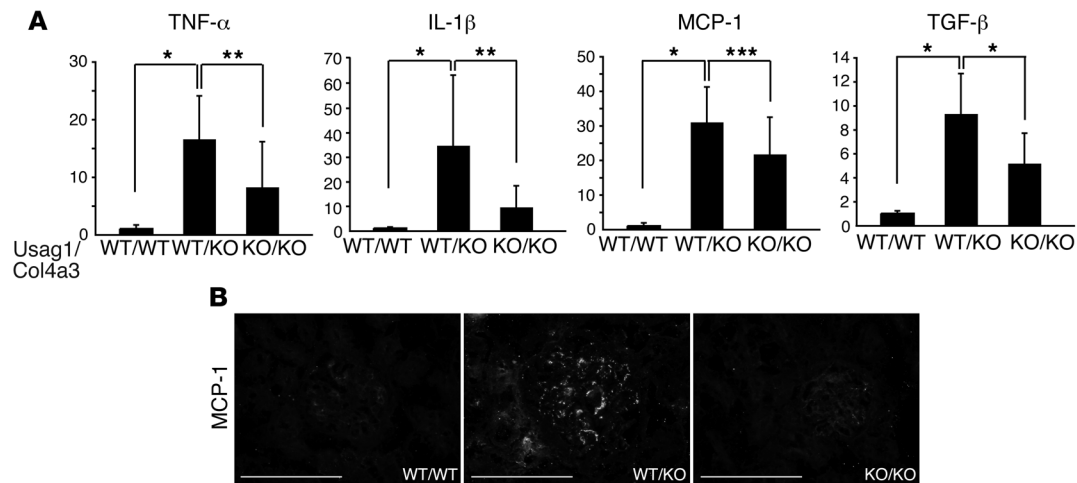 A
TNF-α
IL-1β
MCP-1
TGF-β
* **
* **
* ***
* *
30
20
10
0
70
60
50
40
30
20
10
0
50
40
30
20
10
0
14
12
10
8
6
4
2
0
Usag1/
Col4a3
WT/WT WT/KO KO/KO
WT/WT WT/KO KO/KO
WT/WT WT/KO KO/KO
WT/WT WT/KO KO/KO
B
MCP-1
WT/WT
WT/KO
KO/KO